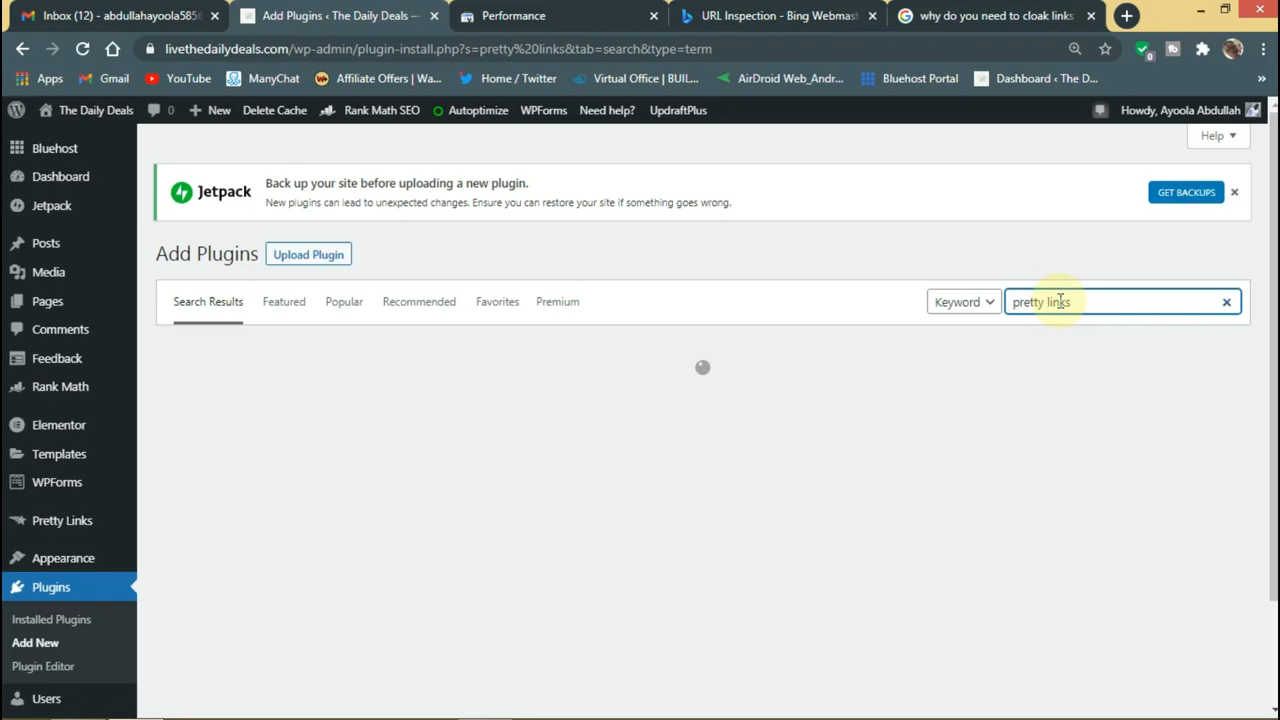 Inbox (12) - abdullahayoola585
Add Plugins ‹ The Daily Deals —
Performance
URL Inspection - Bing Webmast
why do you need to cloak links
livethedailydeals.com/wp-admin/plugin-install.php?s=pretty%20links&tab=search&type=term
Apps
Gmail
YouTube
ManyChat
Affiliate Offers | Wa...
Home / Twitter
Virtual Office | BUIL...
AirDroid Web_Andr...
Bluehost Portal
Dashboard ‹ The D...
»
The Daily Deals
0
New
Delete Cache
Rank Math SEO
Autoptimize
WPForms
Need help?
UpdraftPlus
Howdy, Ayoola Abdullah
Help
Bluehost
Dashboard
Jetpack
Posts
Media
Pages
Comments
Feedback
Rank Math
Elementor
Templates
WPForms
Pretty Links
Appearance
Plugins
Installed Plugins
Add New
Plugin Editor
Users
Jetpack
Back up your site before uploading a new plugin.
New plugins can lead to unexpected changes. Ensure you can restore your site if something goes wrong.
GET BACKUPS
Add Plugins
Upload Plugin
Search Results
Featured
Popular
Recommended
Favorites
Premium
Keyword
pretty links